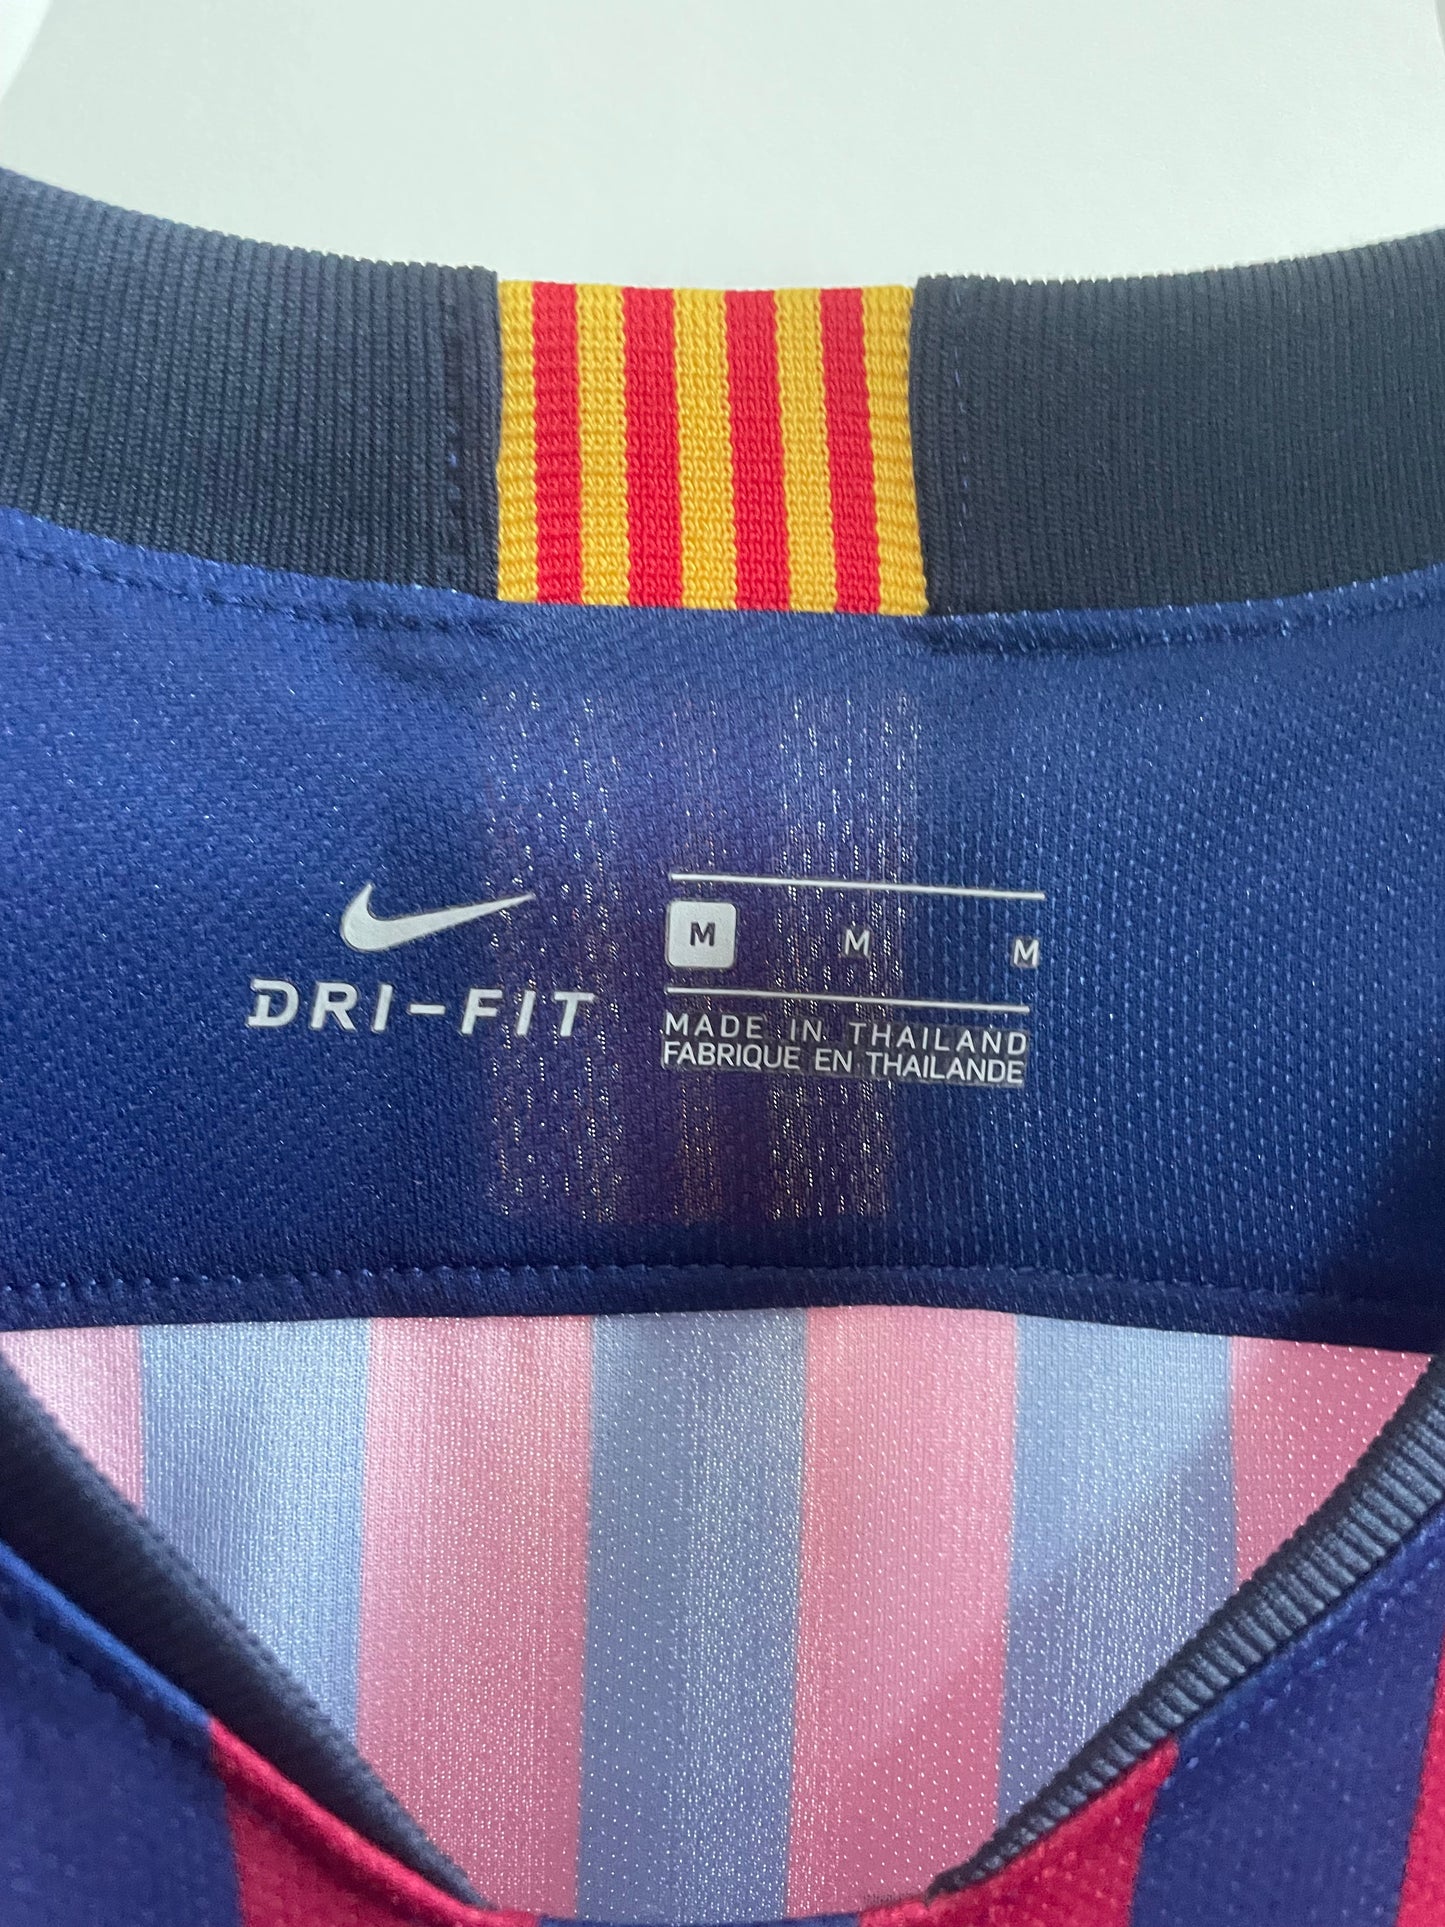 DRI-FIT
M M M
MADE IN THAILAND
FABRIQUE EN THAILANDE